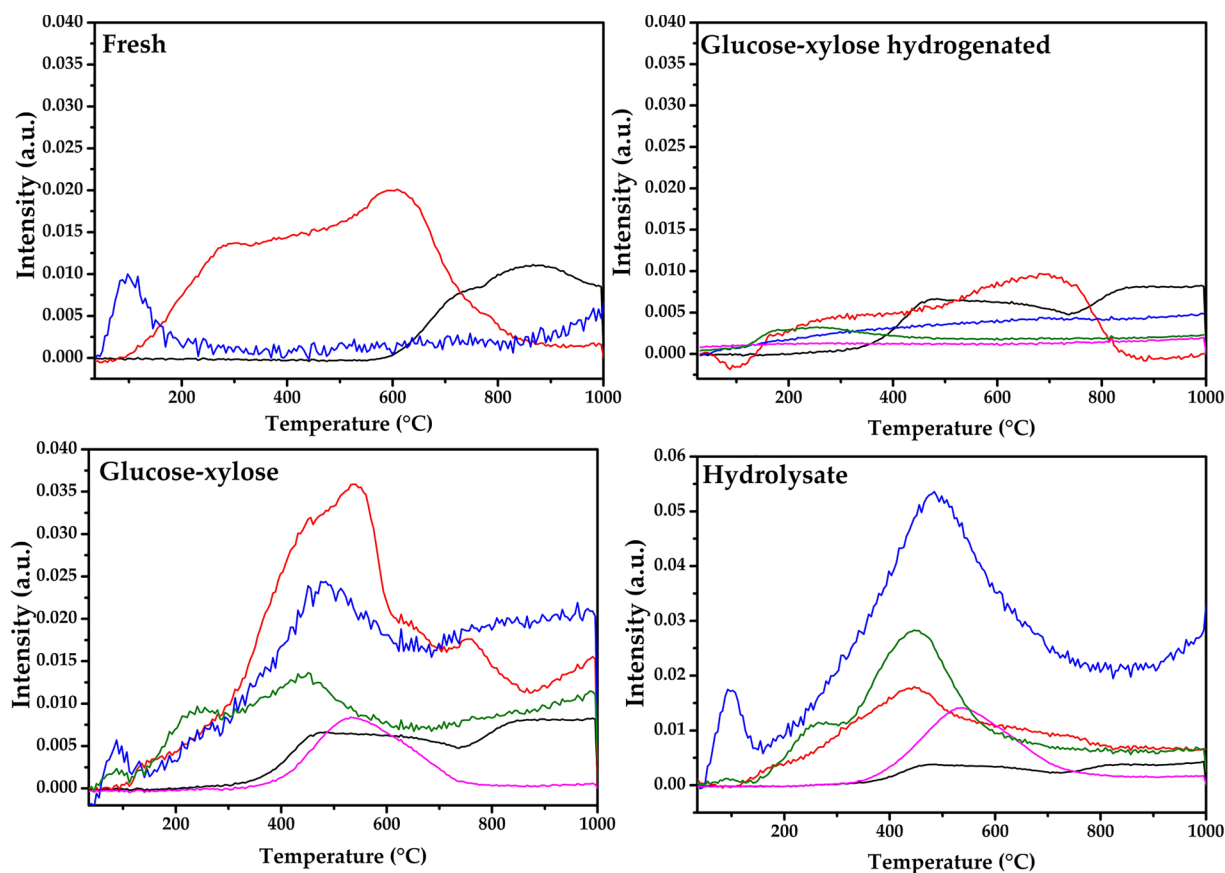 Fresh
0.040
0.035
0.030
0.025
0.020
0.015
0.010
0.005
0.000
Intensity (a.u.)
200 400 600 800 1000
Temperature (°C)
Glucose-xylose hydrogenated
0.040
0.035
0.030
0.025
0.020
0.015
0.010
0.005
0.000
Intensity (a.u.)
200 400 600 800 1000
Temperature (°C)
Glucose-xylose
0.040
0.035
0.030
0.025
0.020
0.015
0.010
0.005
0.000
Intensity (a.u.)
200 400 600 800 1000
Temperature (°C)
Hydrolysate
0.06
0.05
0.04
0.03
0.02
0.01
0.00
Intensity (a.u.)
200 400 600 800 1000
Temperature (°C)